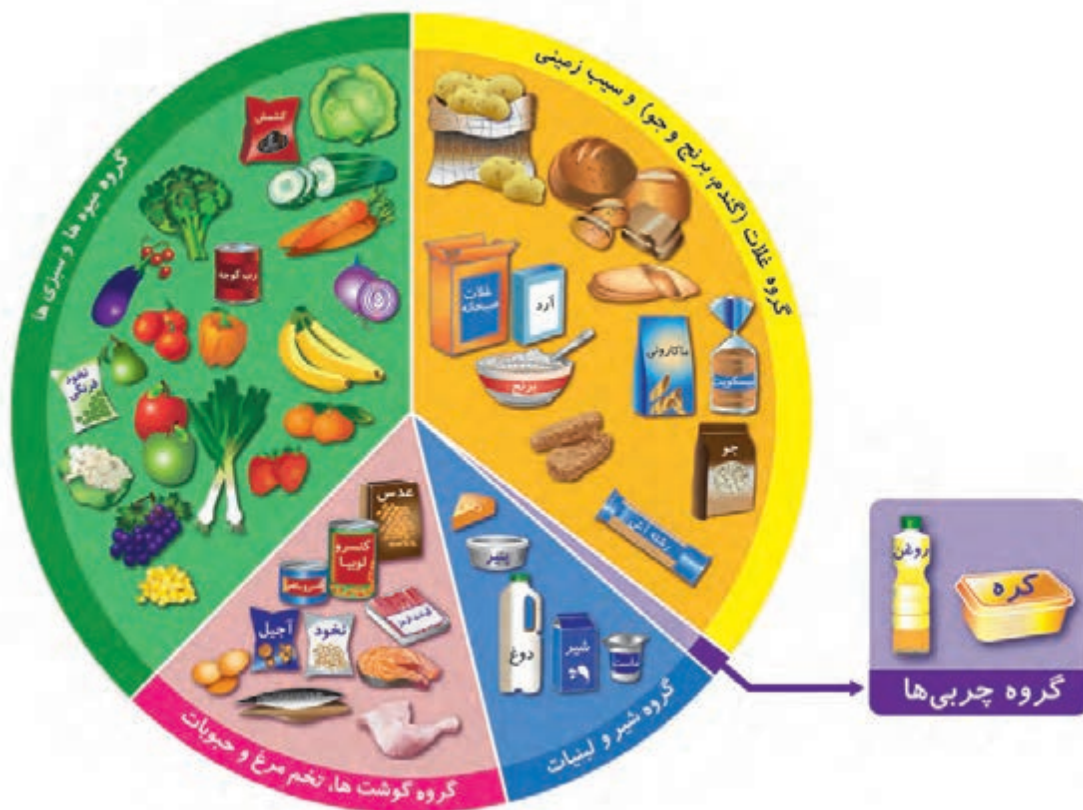 گروه غلات (گندم، برنج و جو) و سیب زمینی
غلات
صبحانه
آرد
برنج
ماکارونی
بیسکویت
جو
رشته آش
گروه میوه ها و سبزی ها
کشمش
رب گوجه
نخود
فرنگی
گروه گوشت ها، تخم مرغ و حبوبات
عدس
کنسرو
لوبیا
گوشت قرمز
آجیل
نخود
گروه شیر و لبنیات
پنیر
دوغ
شیر
ماست
روغن
کره
گروه چربی‌ها